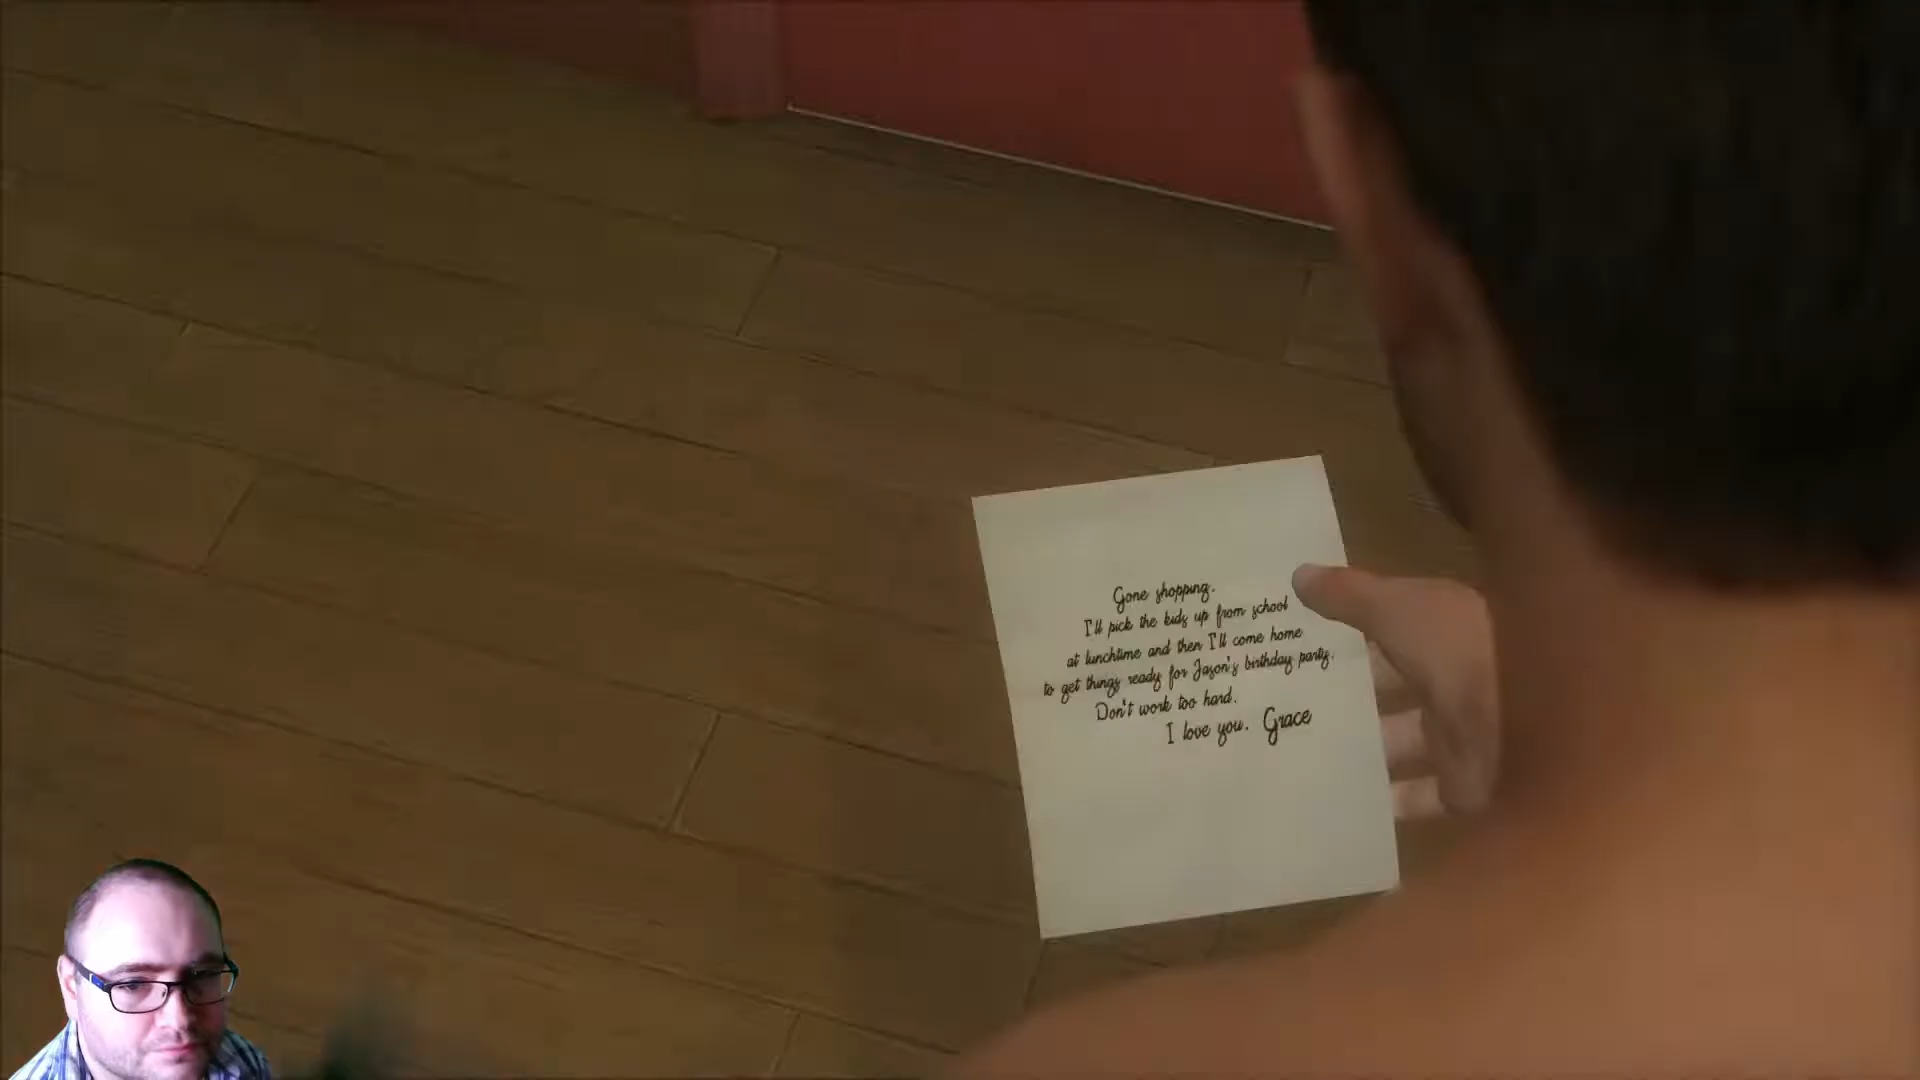 Gone shopping.
I'll pick the kids up from school
at lunchtime and then I'll come home
to get things ready for Jason's birthday party.
Don't work too hard.
I love you. Grace